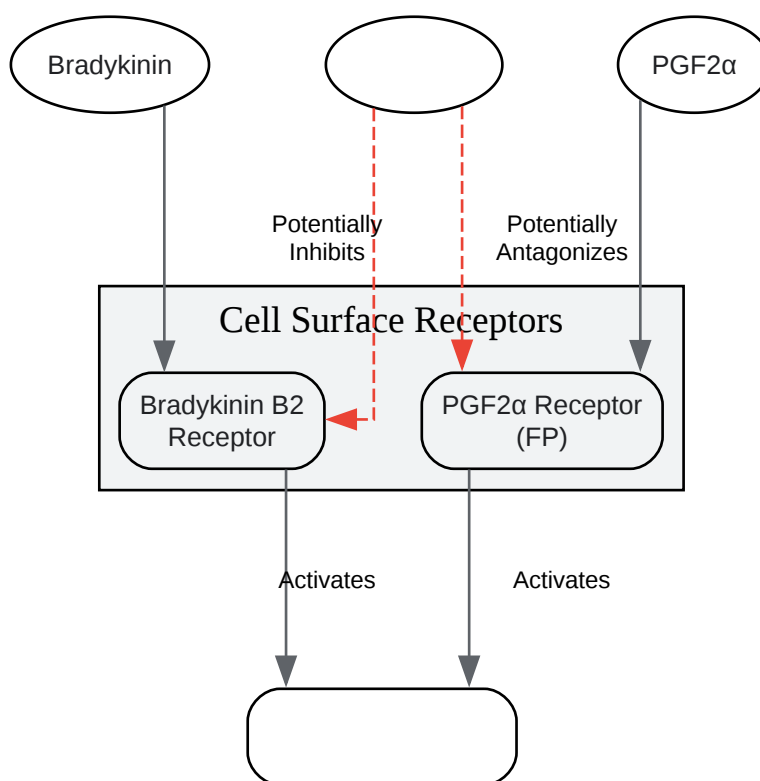 Bradykinin
PGF2α
Potentially
Inhibits
Potentially
Antagonizes
Cell Surface Receptors
Bradykinin B2
Receptor
PGF2α Receptor
(FP)
Activates
Activates